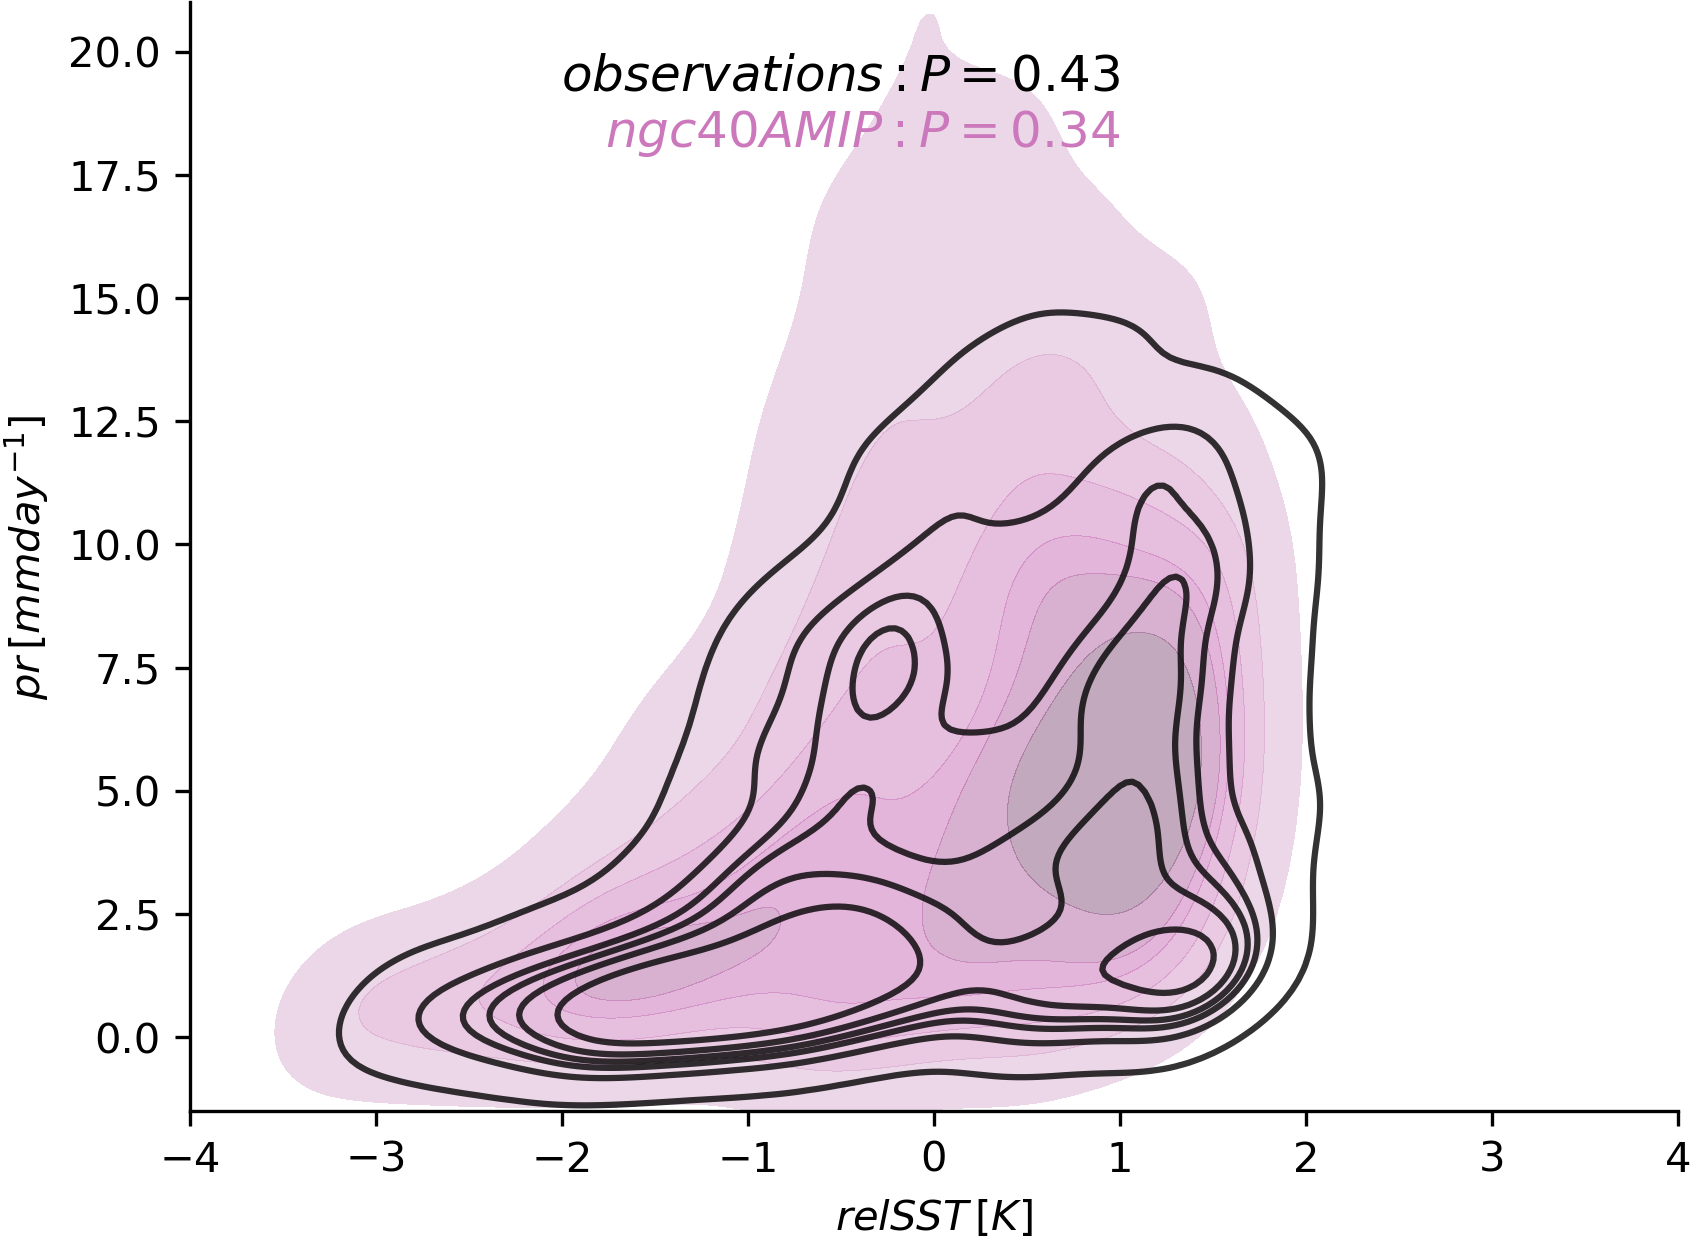 observations : P = 0.43
ngc40AMIP : P = 0.34
20.0
17.5
15.0
12.5
10.0
7.5
5.0
2.5
0.0
pr [mmday⁻¹]
−4 −3 −2 −1 0 1 2 3 4
relSST [K]